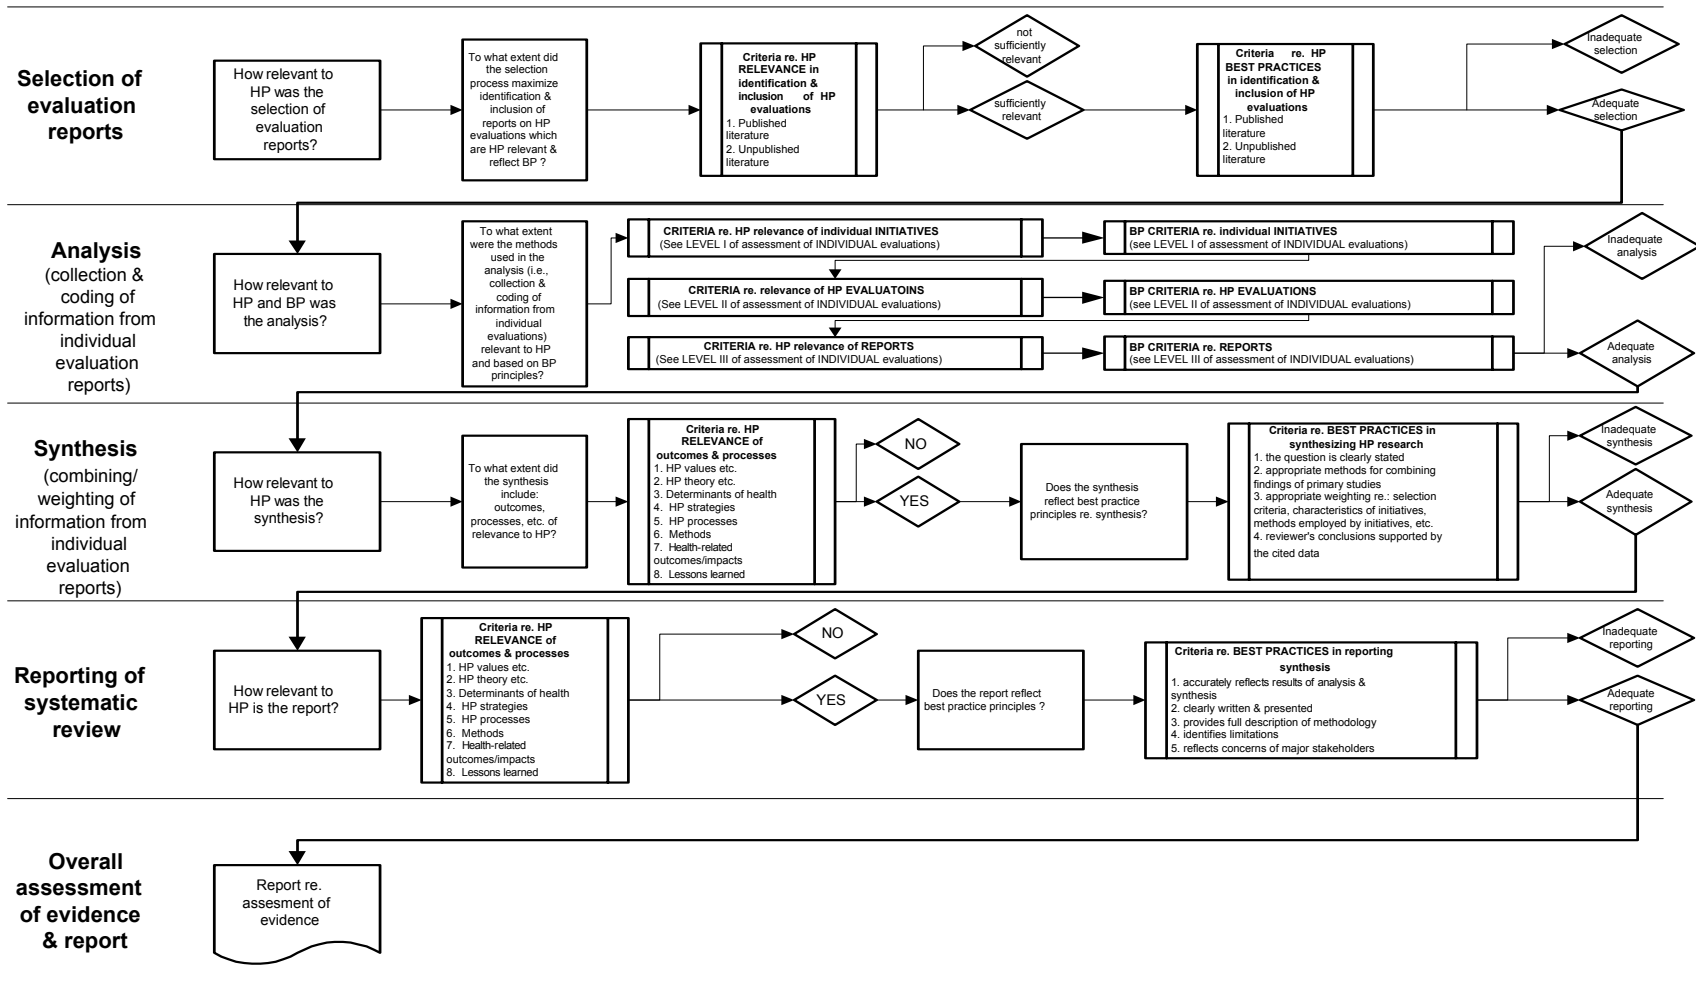 Selection of
evaluation
reports
How relevant to
HP was the
selection of
evaluation
reports?
To what extent did
the selection
process maximize
identification &
inclusion of
reports on HP
evaluations which
are HP relevant &
reflect BP ?
Criteria re. HP
RELEVANCE in
identification &
inclusion of HP
evaluations
1. Published
literature
2. Unpublished
literature
not
sufficiently
relevant
sufficiently
relevant
Criteria re. HP
BEST PRACTICES
in identification &
inclusion of HP
evaluations
1. Published
literature
2. Unpublished
literature
Inadequate
selection
Adequate
selection
Analysis
(collection &
coding of
information from
individual
evaluation
reports)
How relevant to
HP and BP was
the analysis?
To what extent
were the methods
used in the
analysis (i.e.,
collection &
coding of
information from
individual
evaluations)
relevant to HP
and based on BP
principles?
CRITERIA re. HP relevance of individual INITIATIVES
(See LEVEL I of assessment of INDIVIDUAL evaluations)
BP CRITERIA re. individual INITIATIVES
(see LEVEL I of assessment of INDIVIDUAL evaluations)
CRITERIA re. relevance of HP EVALUATOINS
(See LEVEL II of assessment of INDIVIDUAL evaluations)
BP CRITERIA re. HP EVALUATIONS
(see LEVEL II of assessment of INDIVIDUAL evaluations)
CRITERIA re. HP relevance of REPORTS
(See LEVEL III of assessment of INDIVIDUAL evaluations)
BP CRITERIA re. REPORTS
(see LEVEL III of assessment of INDIVIDUAL evaluations)
Inadequate
analysis
Adequate
analysis
Synthesis
(combining/
weighting of
information from
individual
evaluation
reports)
How relevant to
HP was the
synthesis?
To what extent did
the synthesis
include:
outcomes,
processes, etc. of
relevance to HP?
Criteria re. HP
RELEVANCE of
outcomes & processes
1. HP values etc.
2. HP theory etc.
3. Determinants of health
4. HP strategies
5. HP processes
6. Methods
7. Health-related
outcomes/impacts
8. Lessons learned
NO
YES
Does the synthesis
reflect best practice
principles re. synthesis?
Criteria re. BEST PRACTICES in
synthesizing HP research
1. the question is clearly stated
2. appropriate methods for combining
findings of primary studies
3. appropriate weighting re.: selection
criteria, characteristics of initiatives,
methods employed by initiatives, etc.
4. reviewer's conclusions supported by
the cited data
Inadequate
synthesis
Adequate
synthesis
Reporting of
systematic
review
How relevant to
HP is the report?
Criteria re. HP
RELEVANCE of
outcomes & processes
1. HP values etc.
2. HP theory etc.
3. Determinants of health
4. HP strategies
5. HP processes
6. Methods
7. Health-related
outcomes/impacts
8. Lessons learned
NO
YES
Does the report reflect
best practice principles ?
Criteria re. BEST PRACTICES in reporting
synthesis
1. accurately reflects results of analysis &
synthesis
2. clearly written & presented
3. provides full description of methodology
4. identifies limitations
5. reflects concerns of major stakeholders
Inadequate
reporting
Adequate
reporting
Overall
assessment
of evidence
& report
Report re.
assesment of
evidence